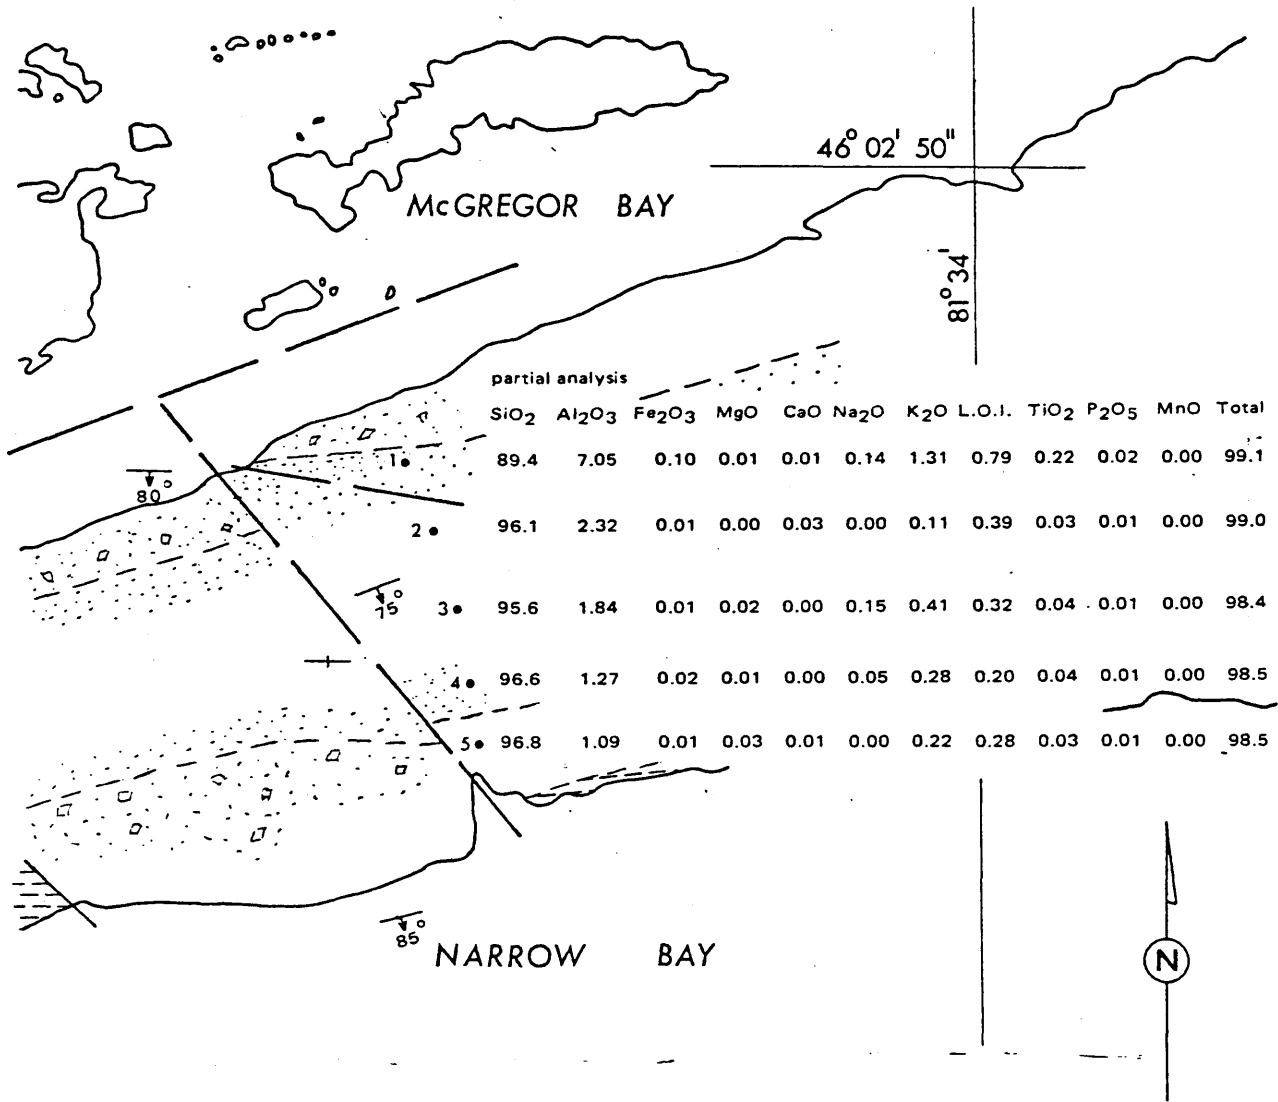 46° 02' 50"
McGREGOR BAY
81° 34'
partial analysis
SiO₂ Al₂O₃ Fe₂O₃ MgO CaO Na₂O K₂O L.O.I. TiO₂ P₂O₅ MnO Total
1 89.4 7.05 0.10 0.01 0.01 0.14 1.31 0.79 0.22 0.02 0.00 99.1
80°
2 96.1 2.32 0.01 0.00 0.03 0.00 0.11 0.39 0.03 0.01 0.00 99.0
75°
3 95.6 1.84 0.01 0.02 0.00 0.15 0.41 0.32 0.04 0.01 0.00 98.4
4 96.6 1.27 0.02 0.01 0.00 0.05 0.28 0.20 0.04 0.01 0.00 98.5
5 96.8 1.09 0.01 0.03 0.01 0.00 0.22 0.28 0.03 0.01 0.00 98.5
85°
NARROW BAY
N